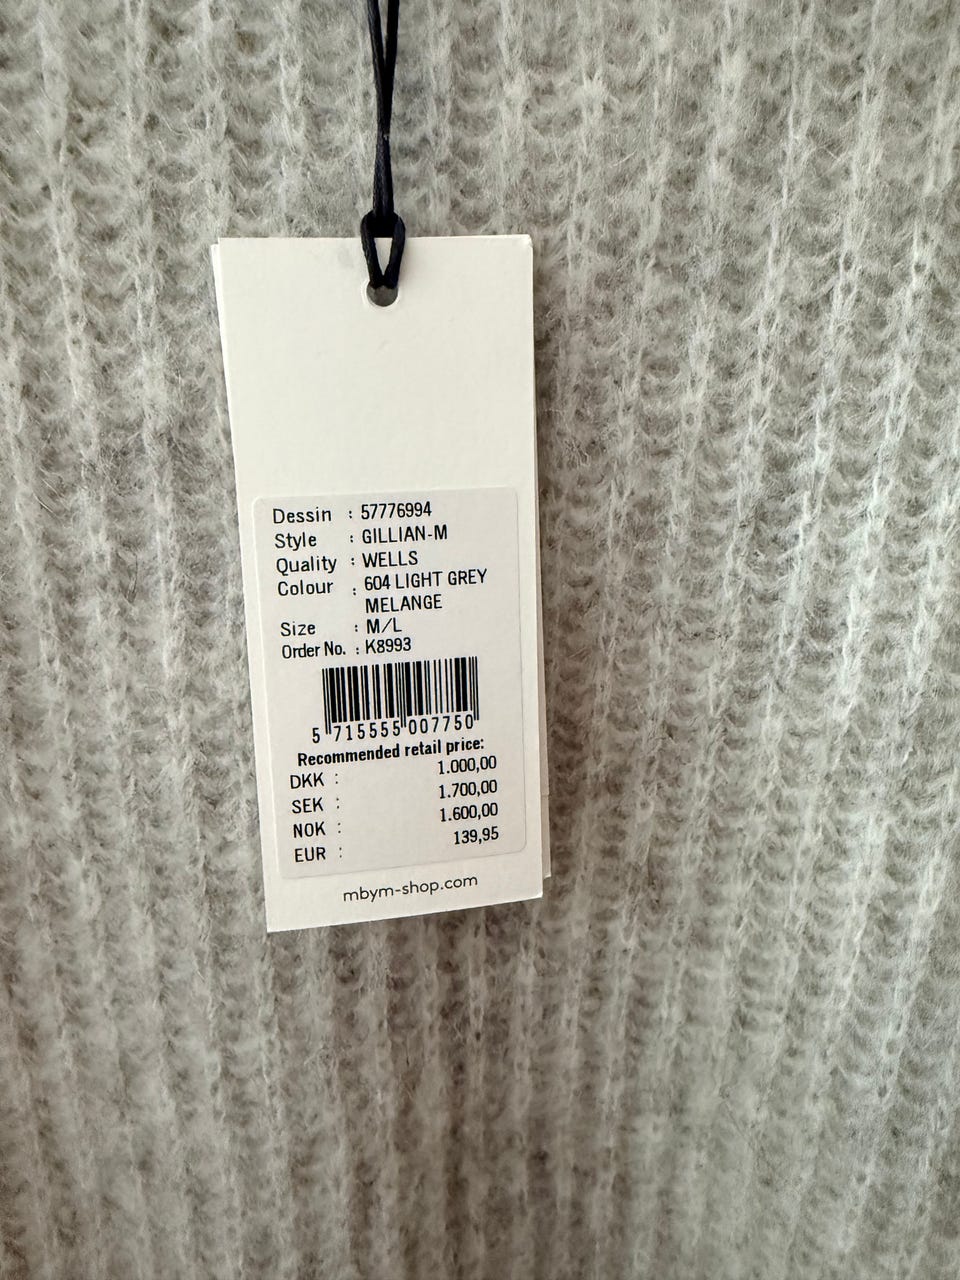 Dessin : 57776994
Style : GILLIAN-M
Quality : WELLS
Colour : 604 LIGHT GREY
MELANGE
Size : M/L
Order No. : K8993
5 715555 007750
Recommended retail price:
DKK : 1.000,00
SEK : 1.700,00
NOK : 1.600,00
EUR : 139,95
mbym-shop.com